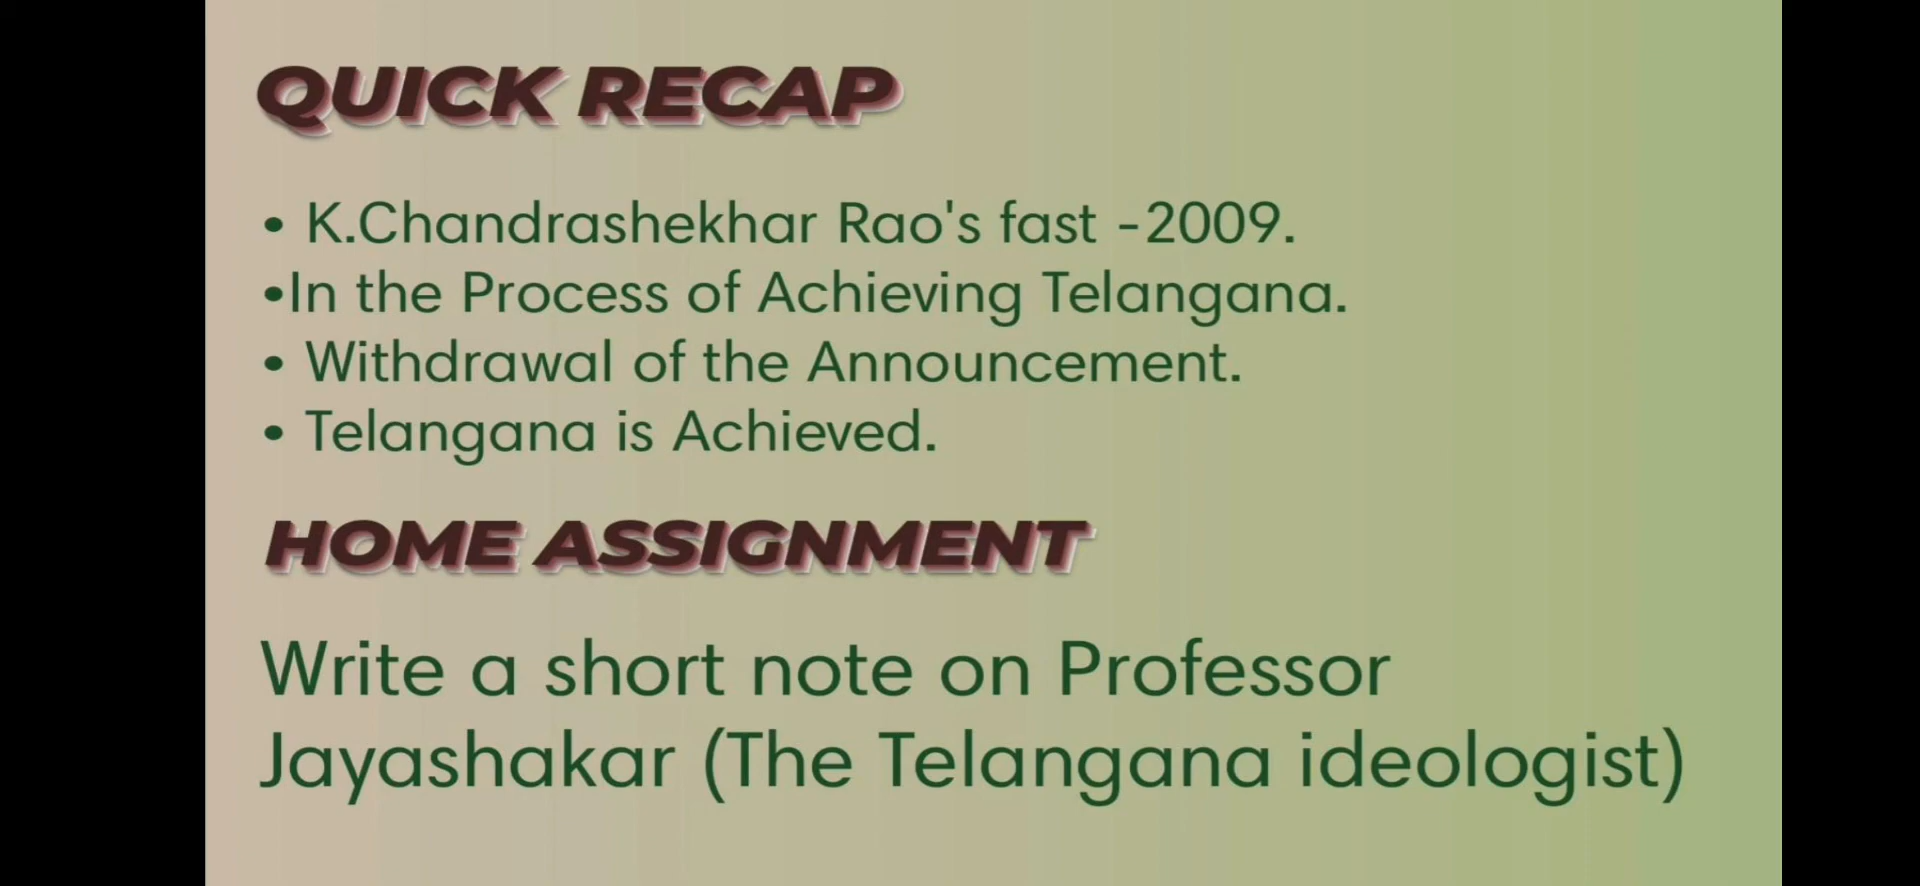 QUICK RECAP
• K.Chandrashekhar Rao's fast -2009.
•In the Process of Achieving Telangana.
• Withdrawal of the Announcement.
• Telangana is Achieved.
HOME ASSIGNMENT
Write a short note on Professor
Jayashakar (The Telangana ideologist)